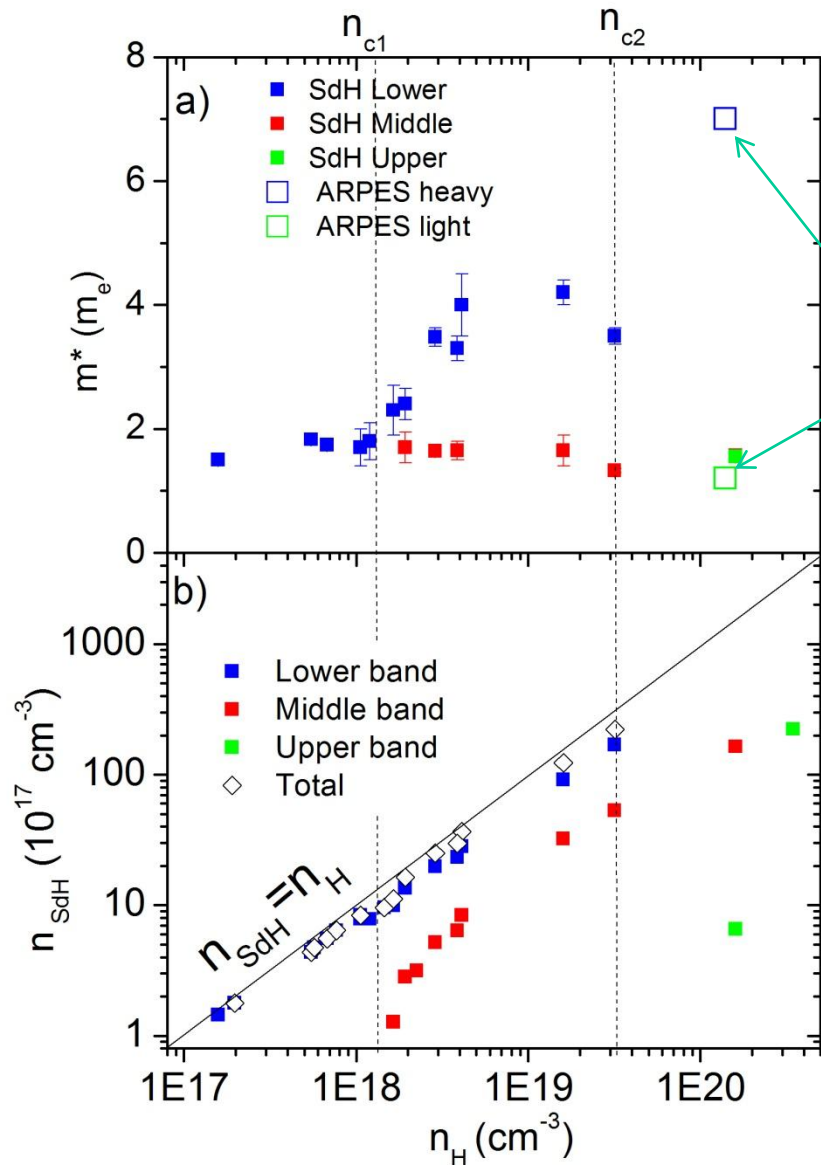 n_c1 n_c2
a)
8
6
4
2
0
m* (m_e)
SdH Lower
SdH Middle
SdH Upper
ARPES heavy
ARPES light
b)
1000
100
10
1
n_SdH (10^17 cm^-3)
Lower band
Middle band
Upper band
Total
n_SdH =n_H
1E17 1E18 1E19 1E20
n_H (cm^-3)